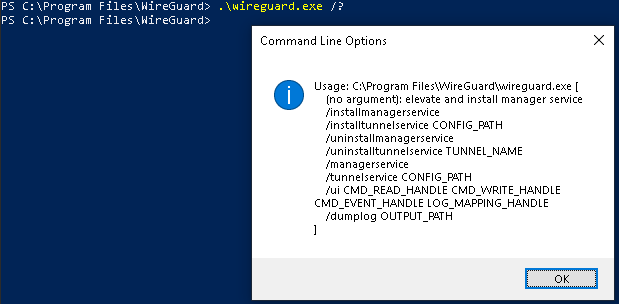 PS C:\Program Files\WireGuard> .\wireguard.exe /?
PS C:\Program Files\WireGuard>
Command Line Options
Usage: C:\Program Files\WireGuard\wireguard.exe [
(no argument): elevate and install manager service
/installmanagerservice
/installtunnelservice CONFIG_PATH
/uninstallmanagerservice
/uninstalltunnelservice TUNNEL_NAME
/managerservice
/tunnelservice CONFIG_PATH
/ui CMD_READ_HANDLE CMD_WRITE_HANDLE
CMD_EVENT_HANDLE LOG_MAPPING_HANDLE
/dumplog OUTPUT_PATH
]
OK